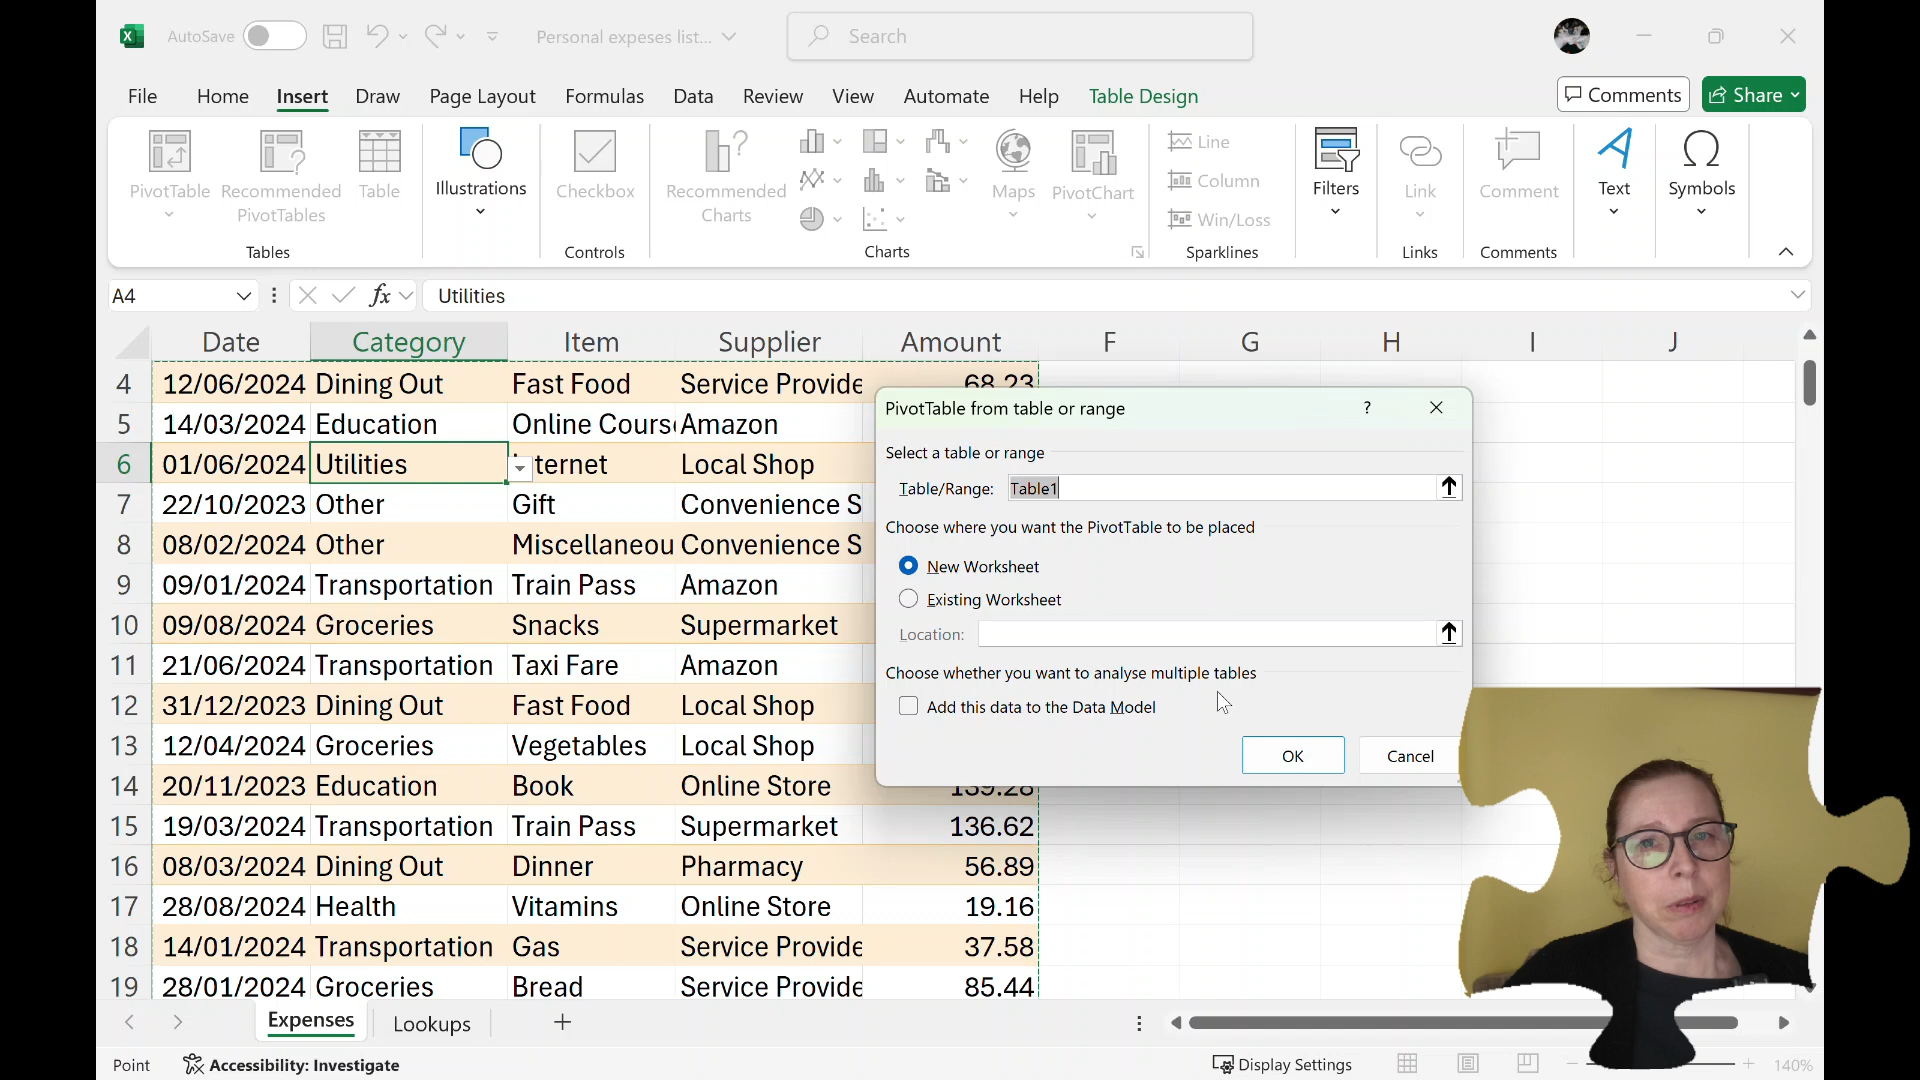 AutoSave Personal expeses list... Search
File Home Insert Draw Page Layout Formulas Data Review View Automate Help Table Design Comments Share
PivotTable Recommended PivotTables Table Illustrations Checkbox Recommended Charts Maps PivotChart Line Column Win/Loss Filters Link Comment Text Symbols
Tables Controls Charts Sparklines Links Comments
A4 fx Utilities
Date Category Item Supplier Amount F G H I J
4 12/06/2024 Dining Out Fast Food Service Provide 68.23
5 14/03/2024 Education Online Cours Amazon
6 01/06/2024 Utilities ternet Local Shop
7 22/10/2023 Other Gift Convenience S
8 08/02/2024 Other Miscellaneou Convenience S
9 09/01/2024 Transportation Train Pass Amazon
10 09/08/2024 Groceries Snacks Supermarket
11 21/06/2024 Transportation Taxi Fare Amazon
12 31/12/2023 Dining Out Fast Food Local Shop
13 12/04/2024 Groceries Vegetables Local Shop
14 20/11/2023 Education Book Online Store 139.28
15 19/03/2024 Transportation Train Pass Supermarket 136.62
16 08/03/2024 Dining Out Dinner Pharmacy 56.89
17 28/08/2024 Health Vitamins Online Store 19.16
18 14/01/2024 Transportation Gas Service Provide 37.58
19 28/01/2024 Groceries Bread Service Provide 85.44
PivotTable from table or range ?
Select a table or range
Table/Range: Table1
Choose where you want the PivotTable to be placed
New Worksheet
Existing Worksheet
Location:
Choose whether you want to analyse multiple tables
Add this data to the Data Model
OK Cancel
Expenses Lookups
Point Accessibility: Investigate Display Settings 140%